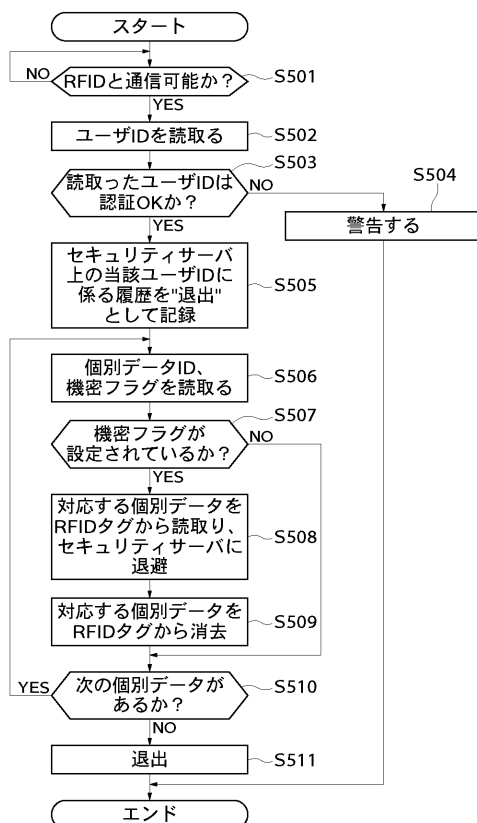 スタート
RFIDと通信可能か？
S501
NO
YES
ユーザIDを読取る
S502
読取ったユーザIDは
認証OKか？
S503
NO
YES
警告する
S504
セキュリティサーバ
上の当該ユーザIDに
係る履歴を"退出"
として記録
S505
個別データID、
機密フラグを読取る
S506
機密フラグが
設定されているか？
S507
NO
YES
対応する個別データを
RFIDタグから読取り、
セキュリティサーバに
退避
S508
対応する個別データを
RFIDタグから消去
S509
次の個別データが
あるか？
S510
YES
NO
退出
S511
エンド